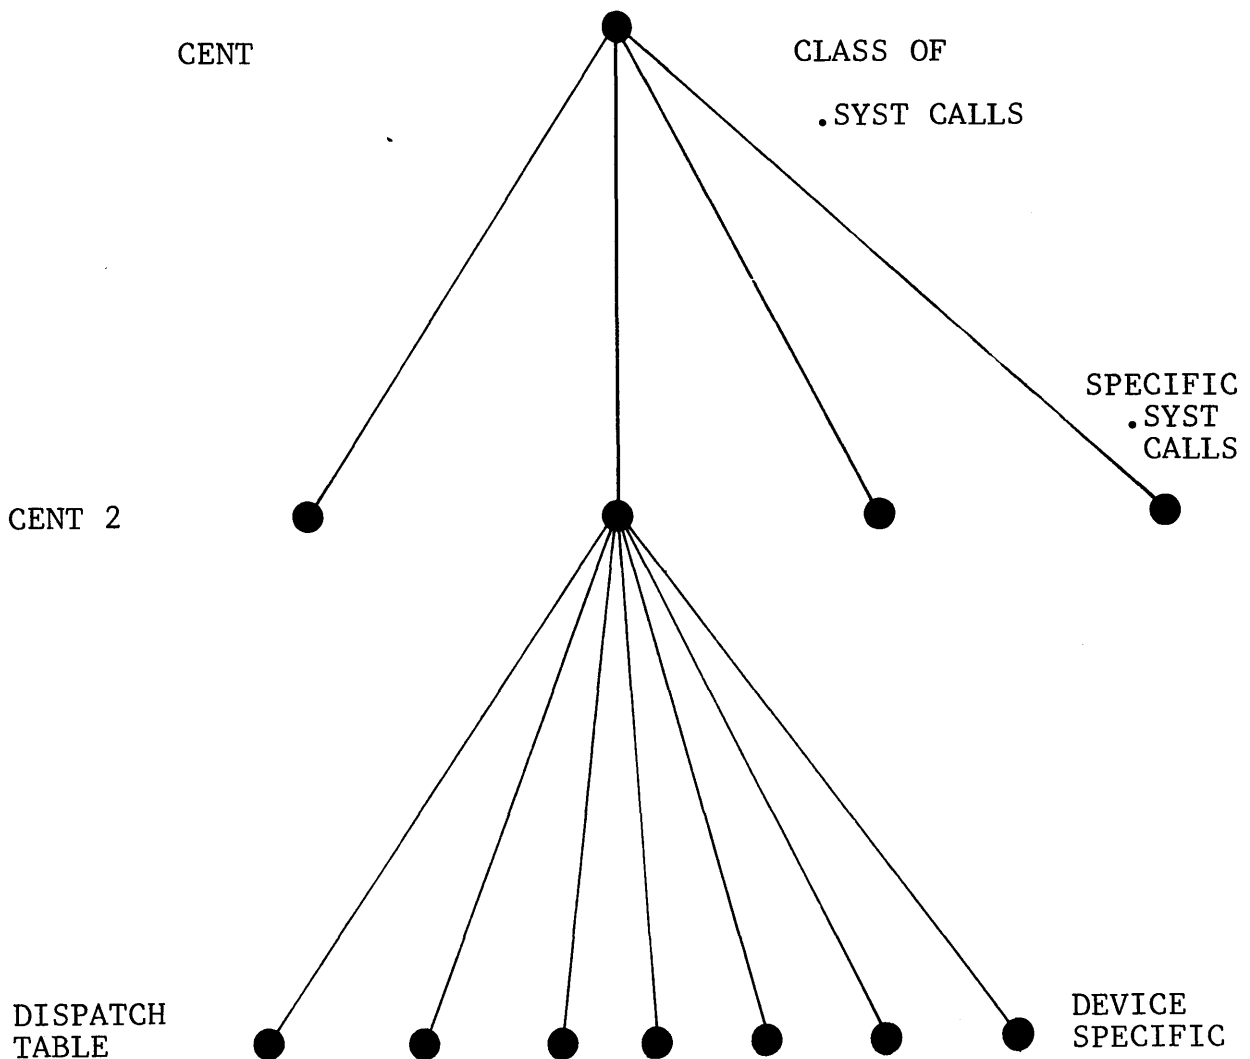 CENT
CLASS OF
.SYST CALLS
SPECIFIC
.SYST
CALLS
CENT 2
DISPATCH
TABLE
DEVICE
SPECIFIC